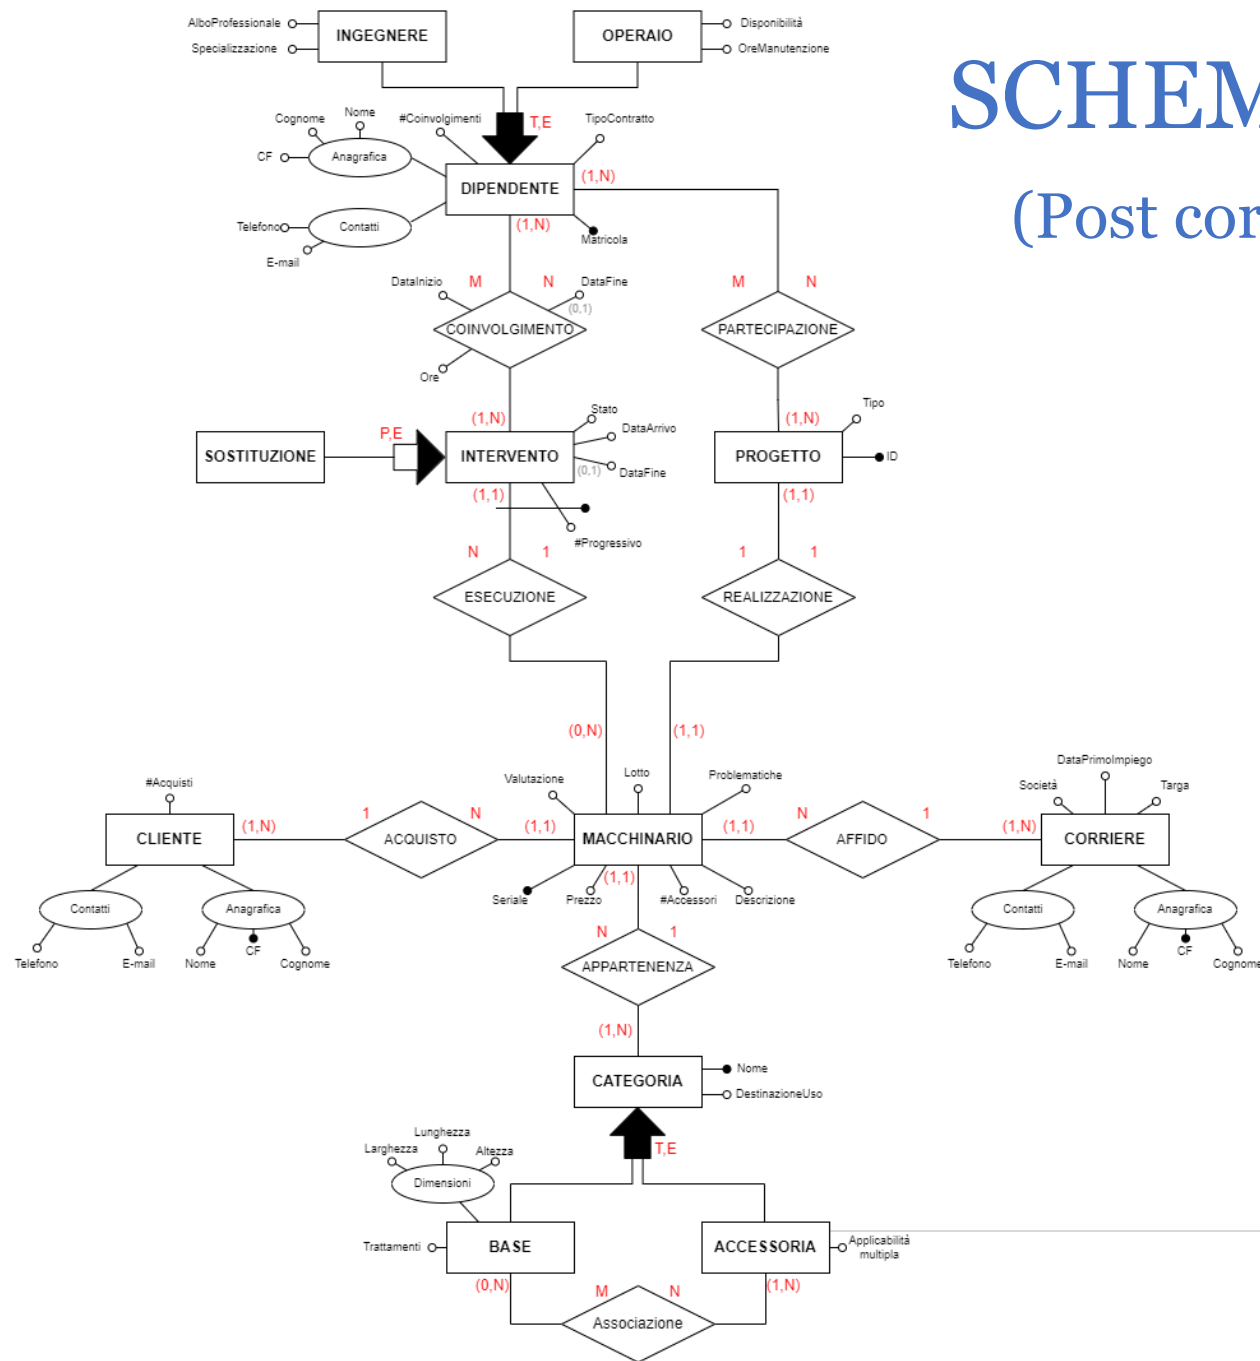 AlboProfessionale
Specializzazione
INGEGNERE
OPERAIO
Disponibilità
OreManutenzione
SCHEM
(Post cor
Nome
Cognome
CF
Anagrafica
#Coinvolgimenti
T,E
TipoContratto
DIPENDENTE
(1,N)
(1,N)
Telefono
Contatti
E-mail
Matricola
DataInizio
M
N
DataFine
(0,1)
COINVOLGIMENTO
Ore
M
N
PARTECIPAZIONE
(1,N)
(1,N)
Stato
DataArrivo
(0,1)
DataFine
SOSTITUZIONE
P,E
INTERVENTO
PROGETTO
Tipo
ID
(1,1)
(1,1)
#Progressivo
N
1
ESECUZIONE
1
1
REALIZZAZIONE
(0,N)
(1,1)
#Acquisti
CLIENTE
(1,N)
1
N
ACQUISTO
(1,1)
Valutazione
Lotto
Problematiche
MACCHINARIO
(1,1)
(1,1)
Seriale
Prezzo
#Accessori
Descrizione
N
1
AFFIDO
(1,N)
DataPrimoImpiego
Società
Targa
CORRIERE
Contatti
Anagrafica
Telefono
E-mail
Nome
CF
Cognome
Contatti
Anagrafica
Telefono
E-mail
Nome
CF
Cognome
N
1
APPARTENENZA
(1,N)
CATEGORIA
Nome
DestinazioneUso
T,E
Lunghezza
Larghezza
Altezza
Dimensioni
Trattamenti
BASE
ACCESSORIA
Applicabilità
multipla
(0,N)
M
N
(1,N)
Associazione